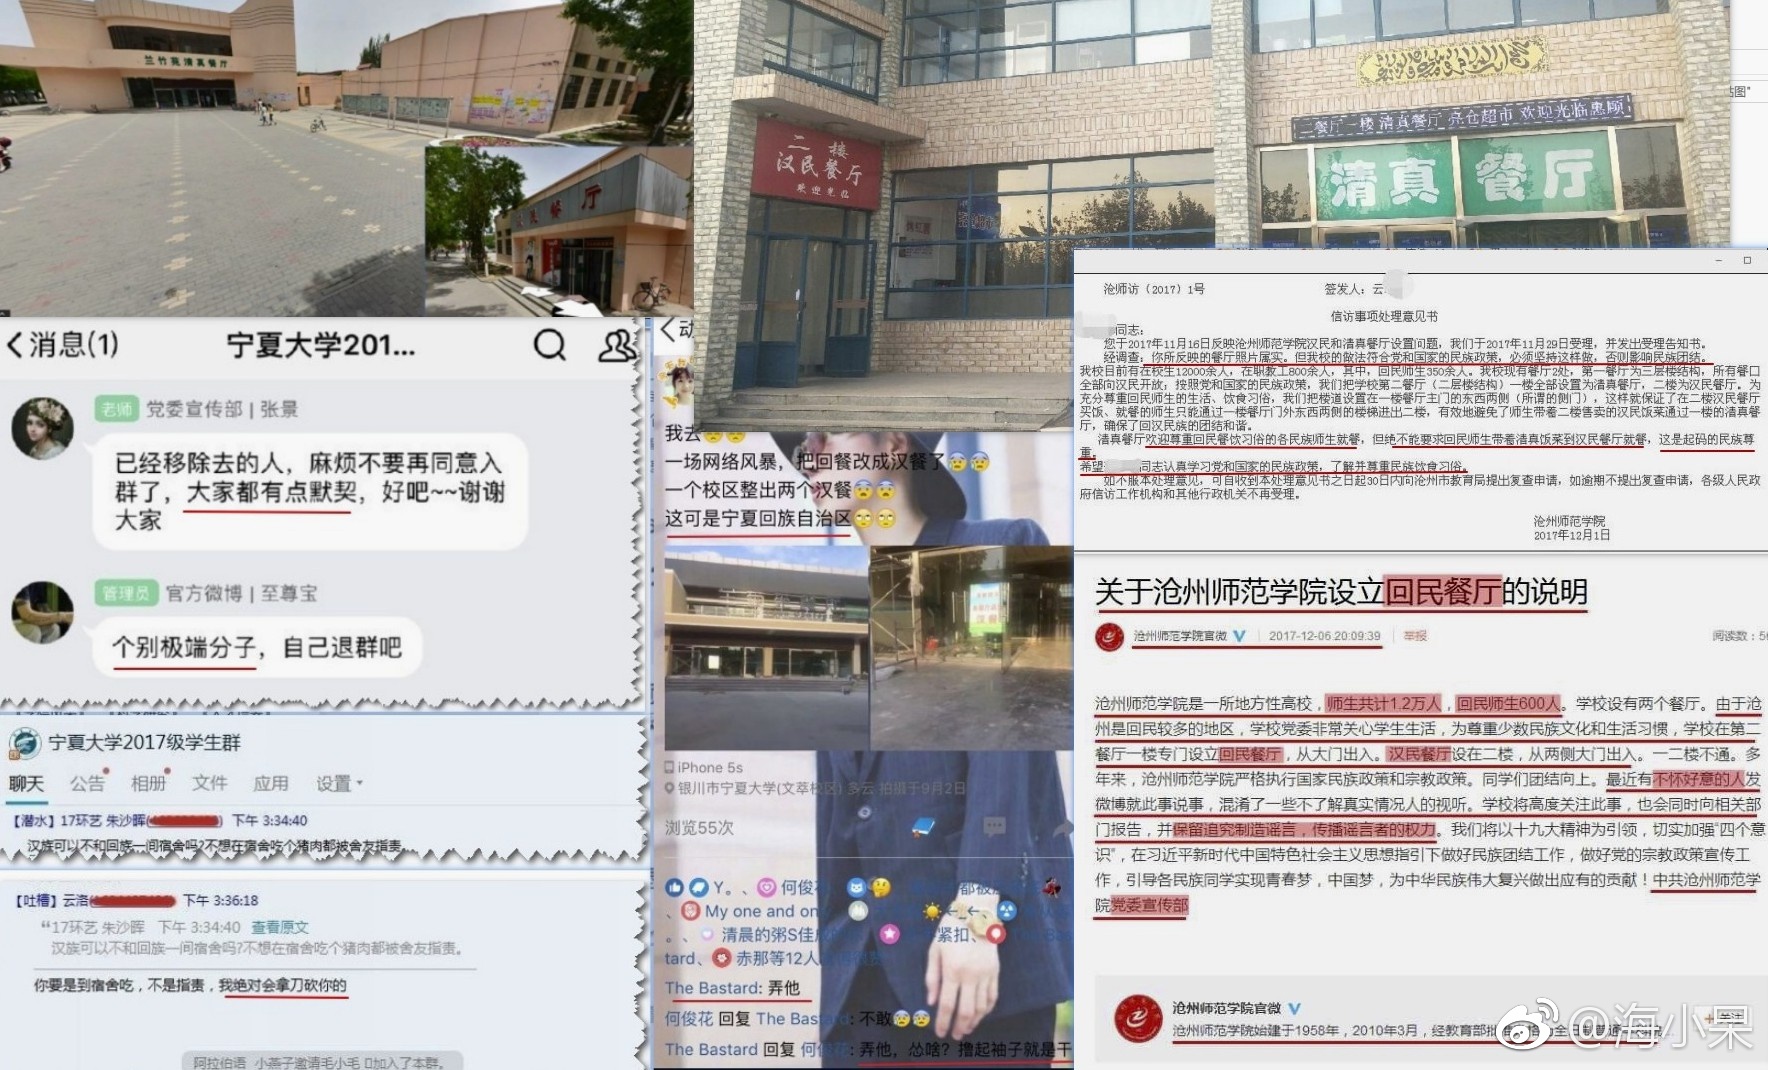 兰竹苑清真餐厅
民餐厅
二楼
汉民餐厅
欢迎光临
二餐厅一楼 清真餐厅 亮仓超市 欢迎光临惠顾
清真 餐厅
贴图"
消息(1)
宁夏大学201...
老师 党委宣传部 | 张景
已经移除去的人，麻烦不要再同意入
群了，大家都有点默契，好吧~~谢谢
大家
管理员 官方微博 | 至尊宝
个别极端分子，自己退群吧
宁夏大学2017级学生群
聊天 公告 相册 文件 应用 设置
【潜水】17环艺 朱沙晖( ) 下午 3:34:40
汉族可以不和回族一间宿舍吗?不想在宿舍吃个猪肉都被舍友指责
【吐槽】云洛 下午 3:36:18
“17环艺 朱沙晖 下午 3:34:40 查看原文
汉族可以不和回族一间宿舍吗?不想在宿舍吃个猪肉都被舍友指责。
你要是到宿舍吃，不是指责，我绝对会拿刀砍你的
阿拉伯语_小燕子邀请毛小毛 加入了本群。
动
我去😰😰
一场网络风暴，把回餐改成汉餐了😰😰
一个校区整出两个汉餐😰😰
这可是宁夏回族自治区🙄🙄
iPhone 5s
银川市宁夏大学(文萃校区) 多云 拍摄于9月2日
浏览55次
Y。、何俊花
My one and on
清晨的粥S佳
紧扣、
tard、赤那等12人
The Bastard: 弄他
何俊花 回复 The Bastard: 不敢😰😰
The Bastard 回复 何俊花: 弄他，怂啥？撸起袖子就是干
沧师访（2017）1号 签发人：云
信访事项处理意见书
同志：
您于2017年11月16日反映沧州师范学院汉民和清真餐厅设置问题，我们于2017年11月29日受理，并发出受理告知书。
经调查：你所反映的餐厅照片属实。但我校的做法符合党和国家的民族政策，必须坚持这样做，否则影响民族团结。
我校目前有在校生12000余人，在职教工800余人，其中，回民师生350余人。我校现有餐厅2处，第一餐厅为三层楼结构，所有餐口
全部向汉民开放；按照党和国家的民族政策，我们把学校第二餐厅（二层楼结构）一楼全部设置为清真餐厅，二楼为汉民餐厅。为
充分尊重回民师生的生活、饮食习俗，我们把楼道设置在一楼餐厅主门的东西两侧（所谓的侧门），这样就保证了在二楼汉民餐厅
买饭、就餐的师生只能通过一楼餐厅门外东西两侧的楼梯进出二楼，有效地避免了师生带着二楼售卖的汉民饭菜通过一楼的清真餐
厅，确保了回汉民族的团结和谐。
清真餐厅欢迎尊重回民餐饮习俗的各民族师生就餐，但绝不能要求回民师生带着清真饭菜到汉民餐厅就餐，这是起码的民族尊
重。
希望 同志认真学习党和国家的民族政策，了解并尊重民族饮食习俗。
如不服本处理意见，可自收到本处理意见书之日起30日内向沧州市教育局提出复查申请，如逾期不提出复查申请，各级人民政
府信访工作机构和其他行政机关不再受理。
沧州师范学院
2017年12月1日
关于沧州师范学院设立回民餐厅的说明
沧州师范学院官微 2017-12-06 20:09:39 举报 阅读数：56
沧州师范学院是一所地方性高校，师生共计1.2万人，回民师生600人。学校设有两个餐厅。由于沧
州是回民较多的地区，学校党委非常关心学生生活，为尊重少数民族文化和生活习惯，学校在第二
餐厅一楼专门设立回民餐厅，从大门出入。汉民餐厅设在二楼，从两侧大门出入。一二楼不通。多
年来，沧州师范学院严格执行国家民族政策和宗教政策。同学们团结向上。最近有不怀好意的人发
微博就此事说事，混淆了一些不了解真实情况人的视听。学校将高度关注此事，也会同时向相关部
门报告，并保留追究制造谣言，传播谣言者的权力。我们将以十九大精神为引领，切实加强“四个意
识”，在习近平新时代中国特色社会主义思想指引下做好民族团结工作，做好党的宗教政策宣传工
作，引导各民族同学实现青春梦，中国梦，为中华民族伟大复兴做出应有的贡献！中共沧州师范学
院党委宣传部
沧州师范学院官微
沧州师范学院始建于1958年，2010年3月，经教育部批
+关注
@海小杲